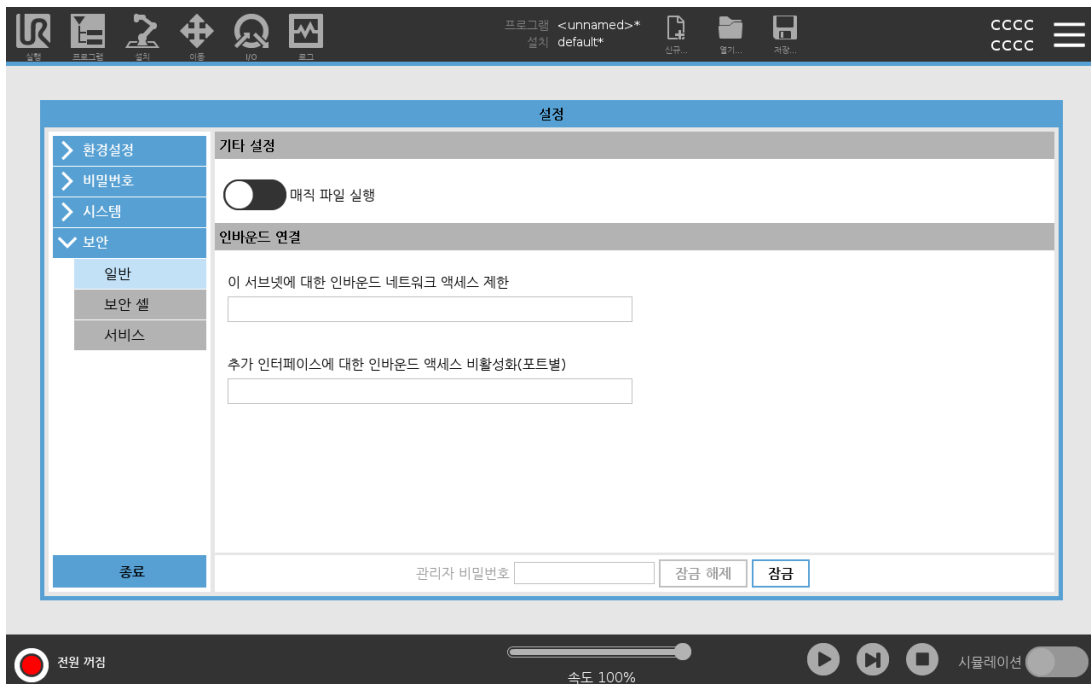 UR
프로그램 <unnamed>*
설치 default*
CCCC
CCCC
실행 프로그램 설치 이동 I/O 로그
신규... 열기... 저장...
설정
환경설정
비밀번호
시스템
보안
일반
보안 셸
서비스
종료
기타 설정
매직 파일 실행
인바운드 연결
이 서브넷에 대한 인바운드 네트워크 액세스 제한
추가 인터페이스에 대한 인바운드 액세스 비활성화(포트별)
관리자 비밀번호 잠금 해제 잠금
전원 꺼짐
속도 100%
시뮬레이션